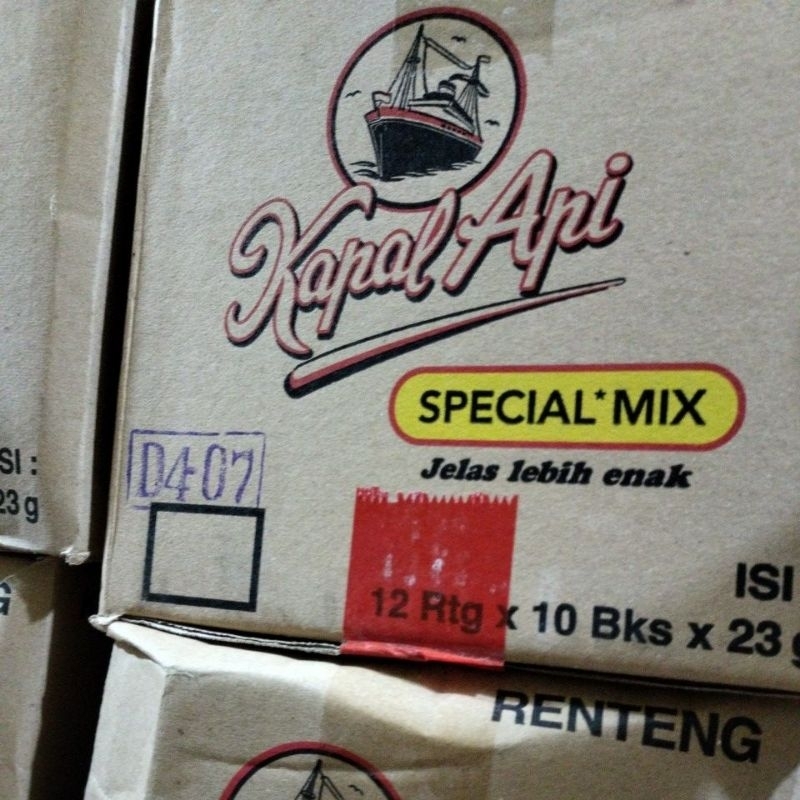 Kapal Api
SPECIAL*MIX
Jelas lebih enak
D407
ISI
12 Rtg x 10 Bks x 23 g
SI :
23 g
G
RENTENG